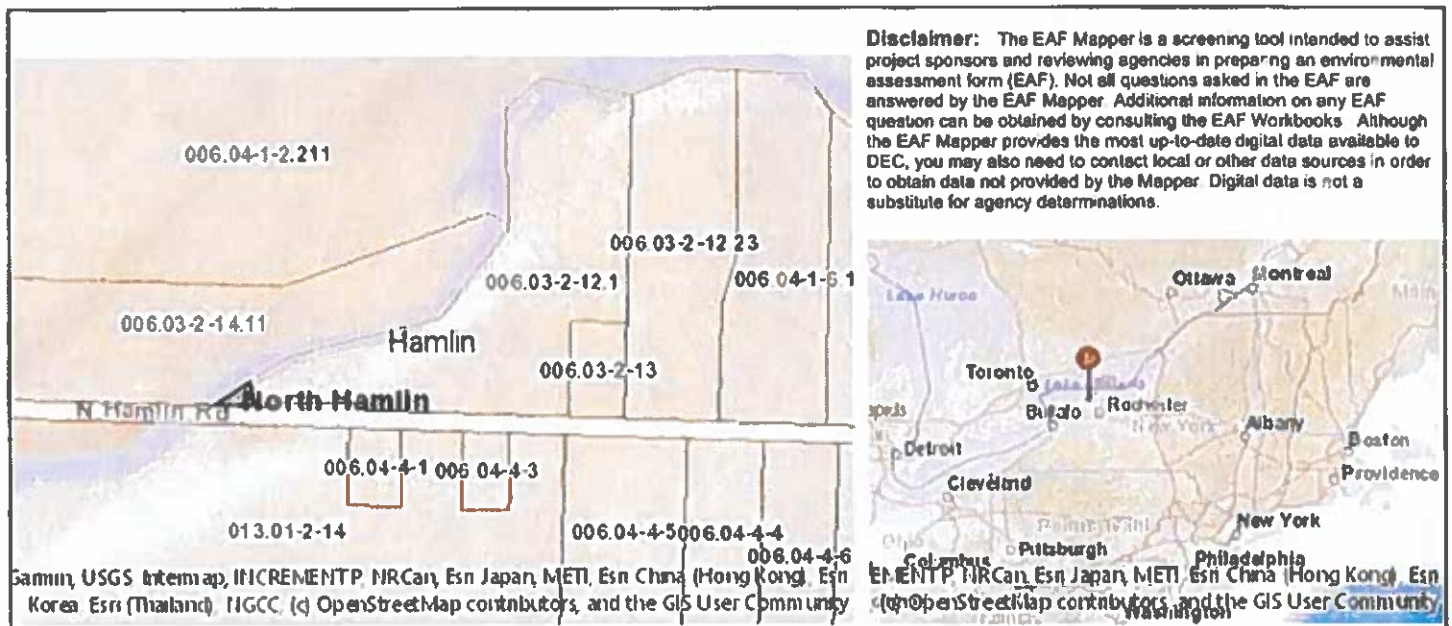 Disclaimer: The EAF Mapper is a screening tool intended to assist
project sponsors and reviewing agencies in preparing an environmental
assessment form (EAF). Not all questions asked in the EAF are
answered by the EAF Mapper. Additional information on any EAF
question can be obtained by consulting the EAF Workbooks. Although
the EAF Mapper provides the most up-to-date digital data available to
DEC, you may also need to contact local or other data sources in order
to obtain data not provided by the Mapper. Digital data is not a
substitute for agency determinations.
006.04-1-2.211
006.03-2-12.23
006.03-2-12.1
006.04-1-6.1
006.03-2-14.11
Hamlin
006.03-2-13
North Hamlin
N Hamlin Rd
006.04-4-1
006.04-4-3
013.01-2-14
006.04-4-5
006.04-4-4
006.04-4-6
Garmin, USGS, Intermap, INCREMENT P, NRCan, Esri Japan, METI, Esri China (Hong Kong), Esri
Korea, Esri (Thailand), NGCC, (c) OpenStreetMap contributors, and the GIS User Community
Ottawa
Montreal
Lake Huron
Toronto
Buffalo
Rochester
New York
Albany
Boston
Providence
Detroit
Cleveland
New York
Pittsburgh
Philadelphia
Columbus
EMENT P, NRCan, Esri Japan, METI, Esri China (Hong Kong), Esri
OpenStreetMap contributors, and the GIS User Community
Washington